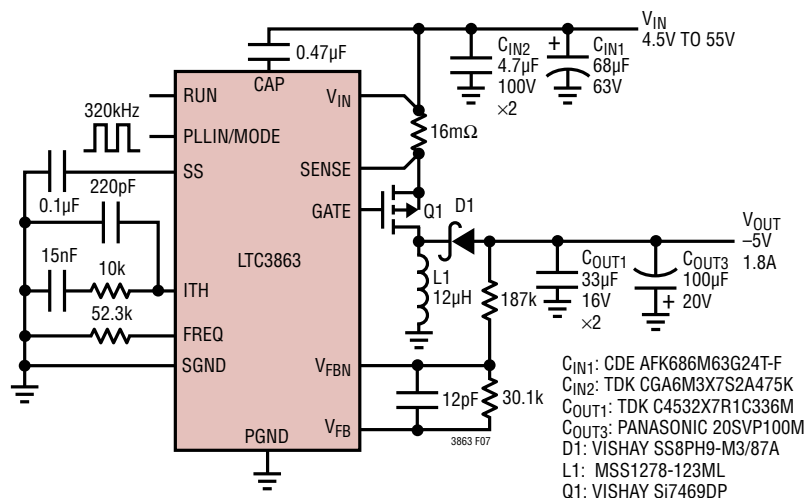 0.47µF
CAP
VIN
4.5V TO 55V
CIN2
4.7µF
100V
×2
+
CIN1
68µF
63V
RUN
VIN
320kHz
16mΩ
PLLIN/MODE
SENSE
SS
220pF
0.1µF
GATE
Q1
D1
LTC3863
VOUT
–5V
1.8A
15nF
10k
ITH
L1
12µH
187k
COUT1
33µF
16V
×2
COUT3
100µF
20V
+
52.3k
FREQ
SGND
VFBN
12pF
30.1k
VFB
PGND
3863 F07
CIN1: CDE AFK686M63G24T-F
CIN2: TDK CGA6M3X7S2A475K
COUT1: TDK C4532X7R1C336M
COUT3: PANASONIC 20SVP100M
D1: VISHAY SS8PH9-M3/87A
L1: MSS1278-123ML
Q1: VISHAY Si7469DP